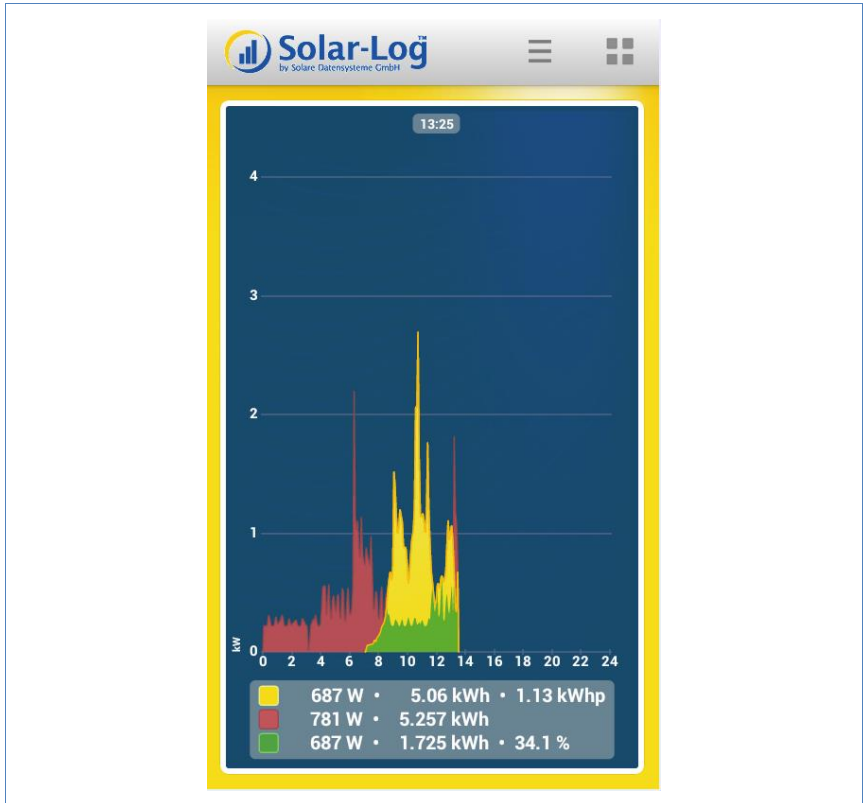 Solar-Log™
by Solare Datensysteme GmbH
13:25
4
3
2
1
0
kW
0 2 4 6 8 10 12 14 16 18 20 22 24
687 W • 5.06 kWh • 1.13 kWhp
781 W • 5.257 kWh
687 W • 1.725 kWh • 34.1 %